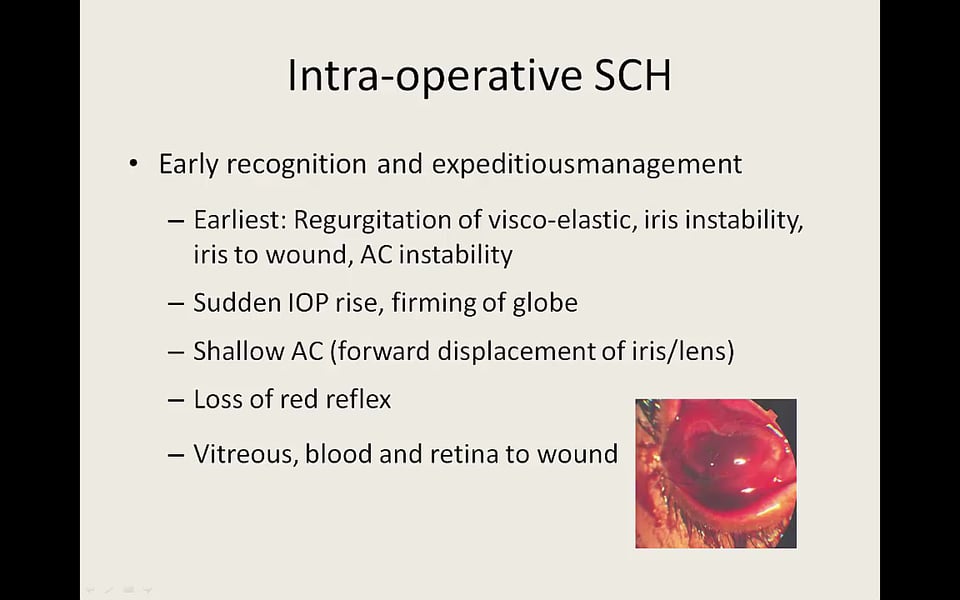 Intra-operative SCH
• Early recognition and expeditiousmanagement
– Earliest: Regurgitation of visco-elastic, iris instability,
iris to wound, AC instability
– Sudden IOP rise, firming of globe
– Shallow AC (forward displacement of iris/lens)
– Loss of red reflex
– Vitreous, blood and retina to wound